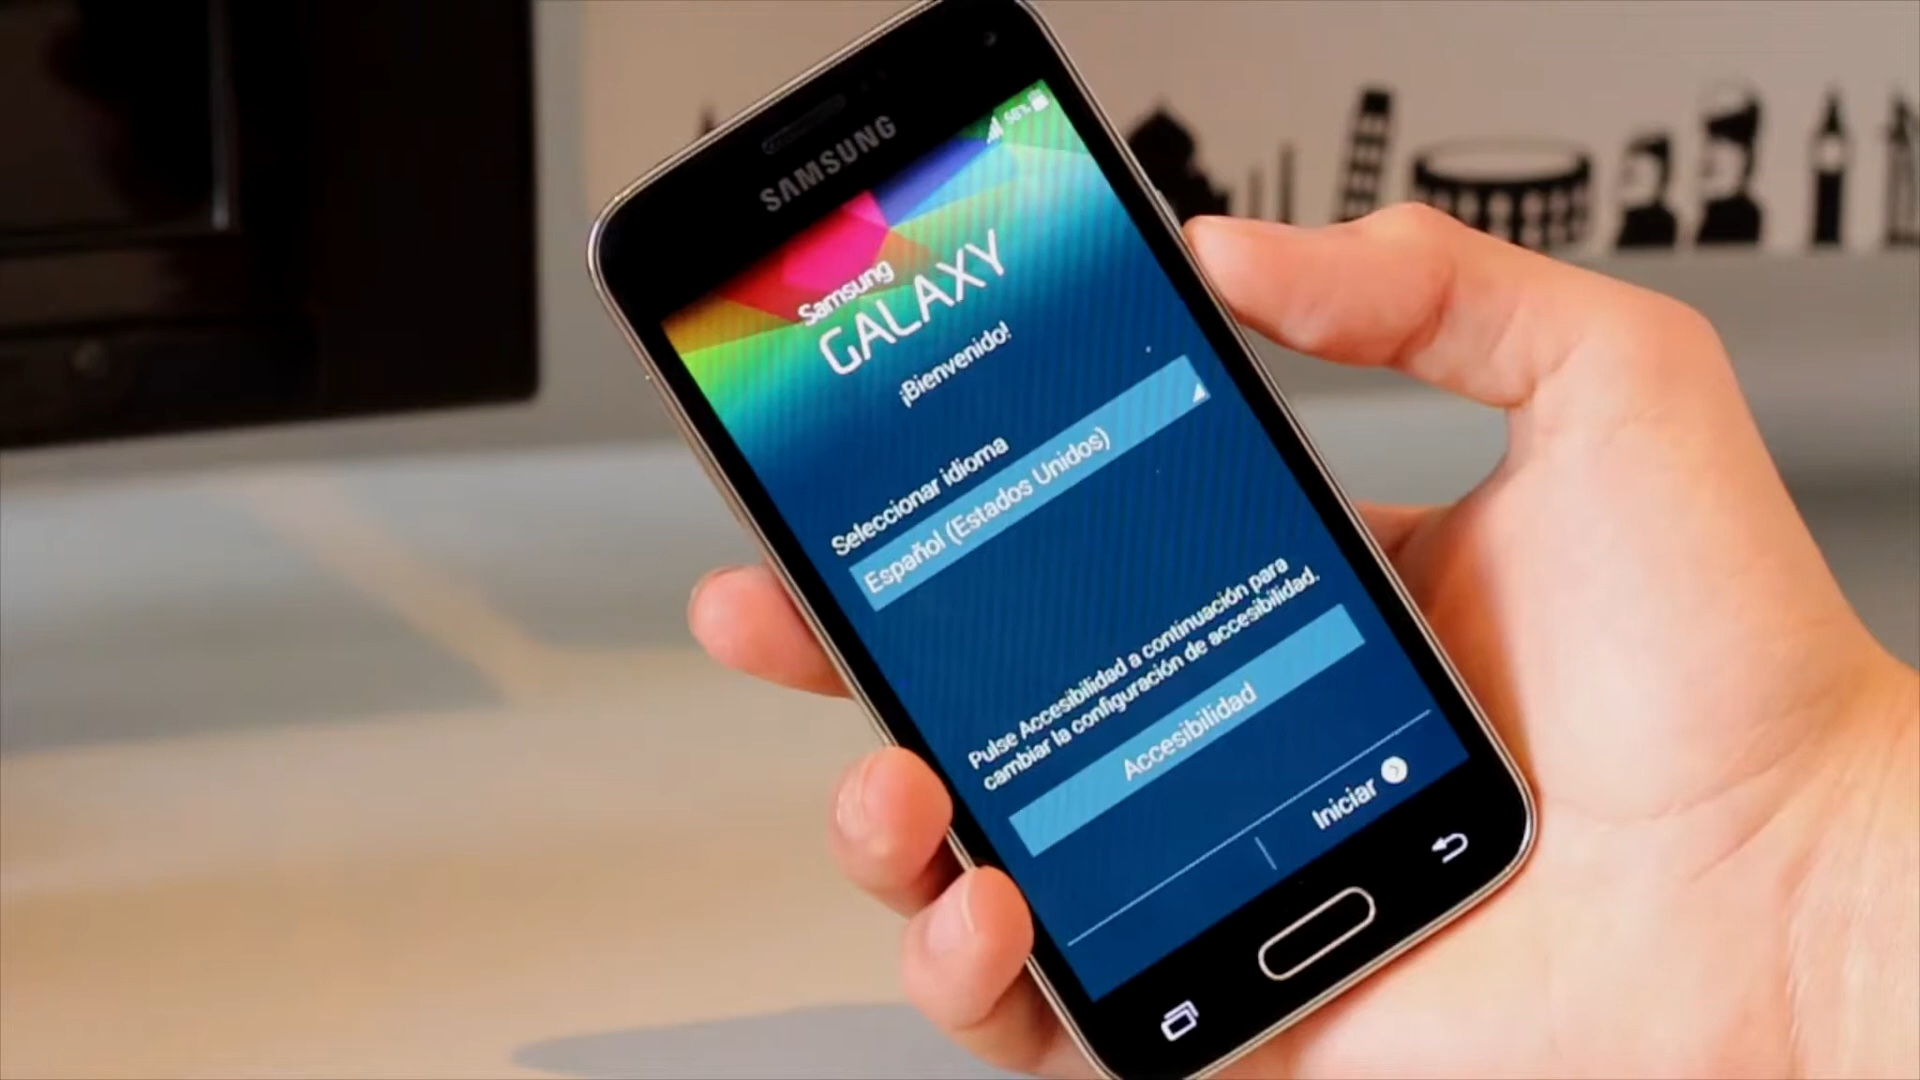 SAMSUNG
58%
Samsung
GALAXY
¡Bienvenido!
Seleccionar idioma
Español (Estados Unidos)
Pulse Accesibilidad a continuación para
cambiar la configuración de accesibilidad.
Accesibilidad
Iniciar